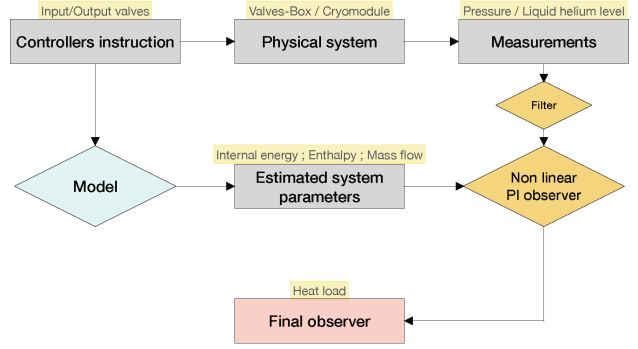 Input/Output valves
Controllers instruction
Valves-Box / Cryomodule
Physical system
Pressure / Liquid helium level
Measurements
Filter
Model
Internal energy ; Enthalpy ; Mass flow
Estimated system
parameters
Non linear
PI observer
Heat load
Final observer